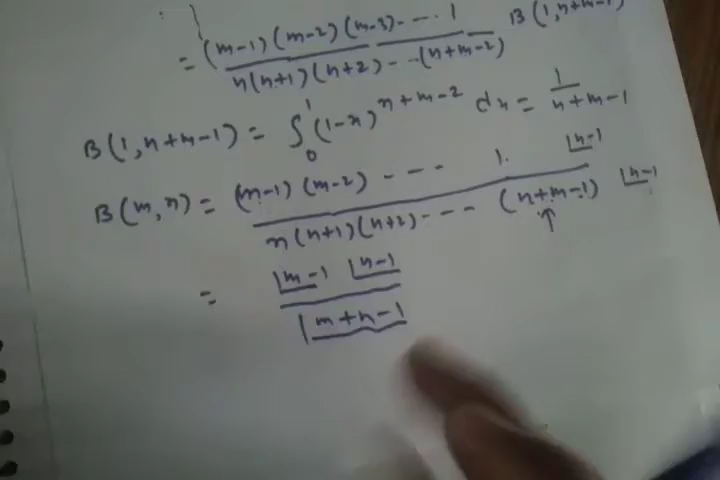 = (m-1)(m-2)(m-3)- --- 1 / n(n+1)(n+2)- --(n+m-2) B(1,n+m-1)
B(1,n+m-1) = ∫₀¹ (1-x)^{n+m-2} dx = 1 / n+m-1
B(m,n) = (m-1)(m-2) - -- - 1. |n-1 / n(n+1)(n+2)- --- (n+m-1) |n-1
↑
= |m-1 |n-1 / |m+n-1